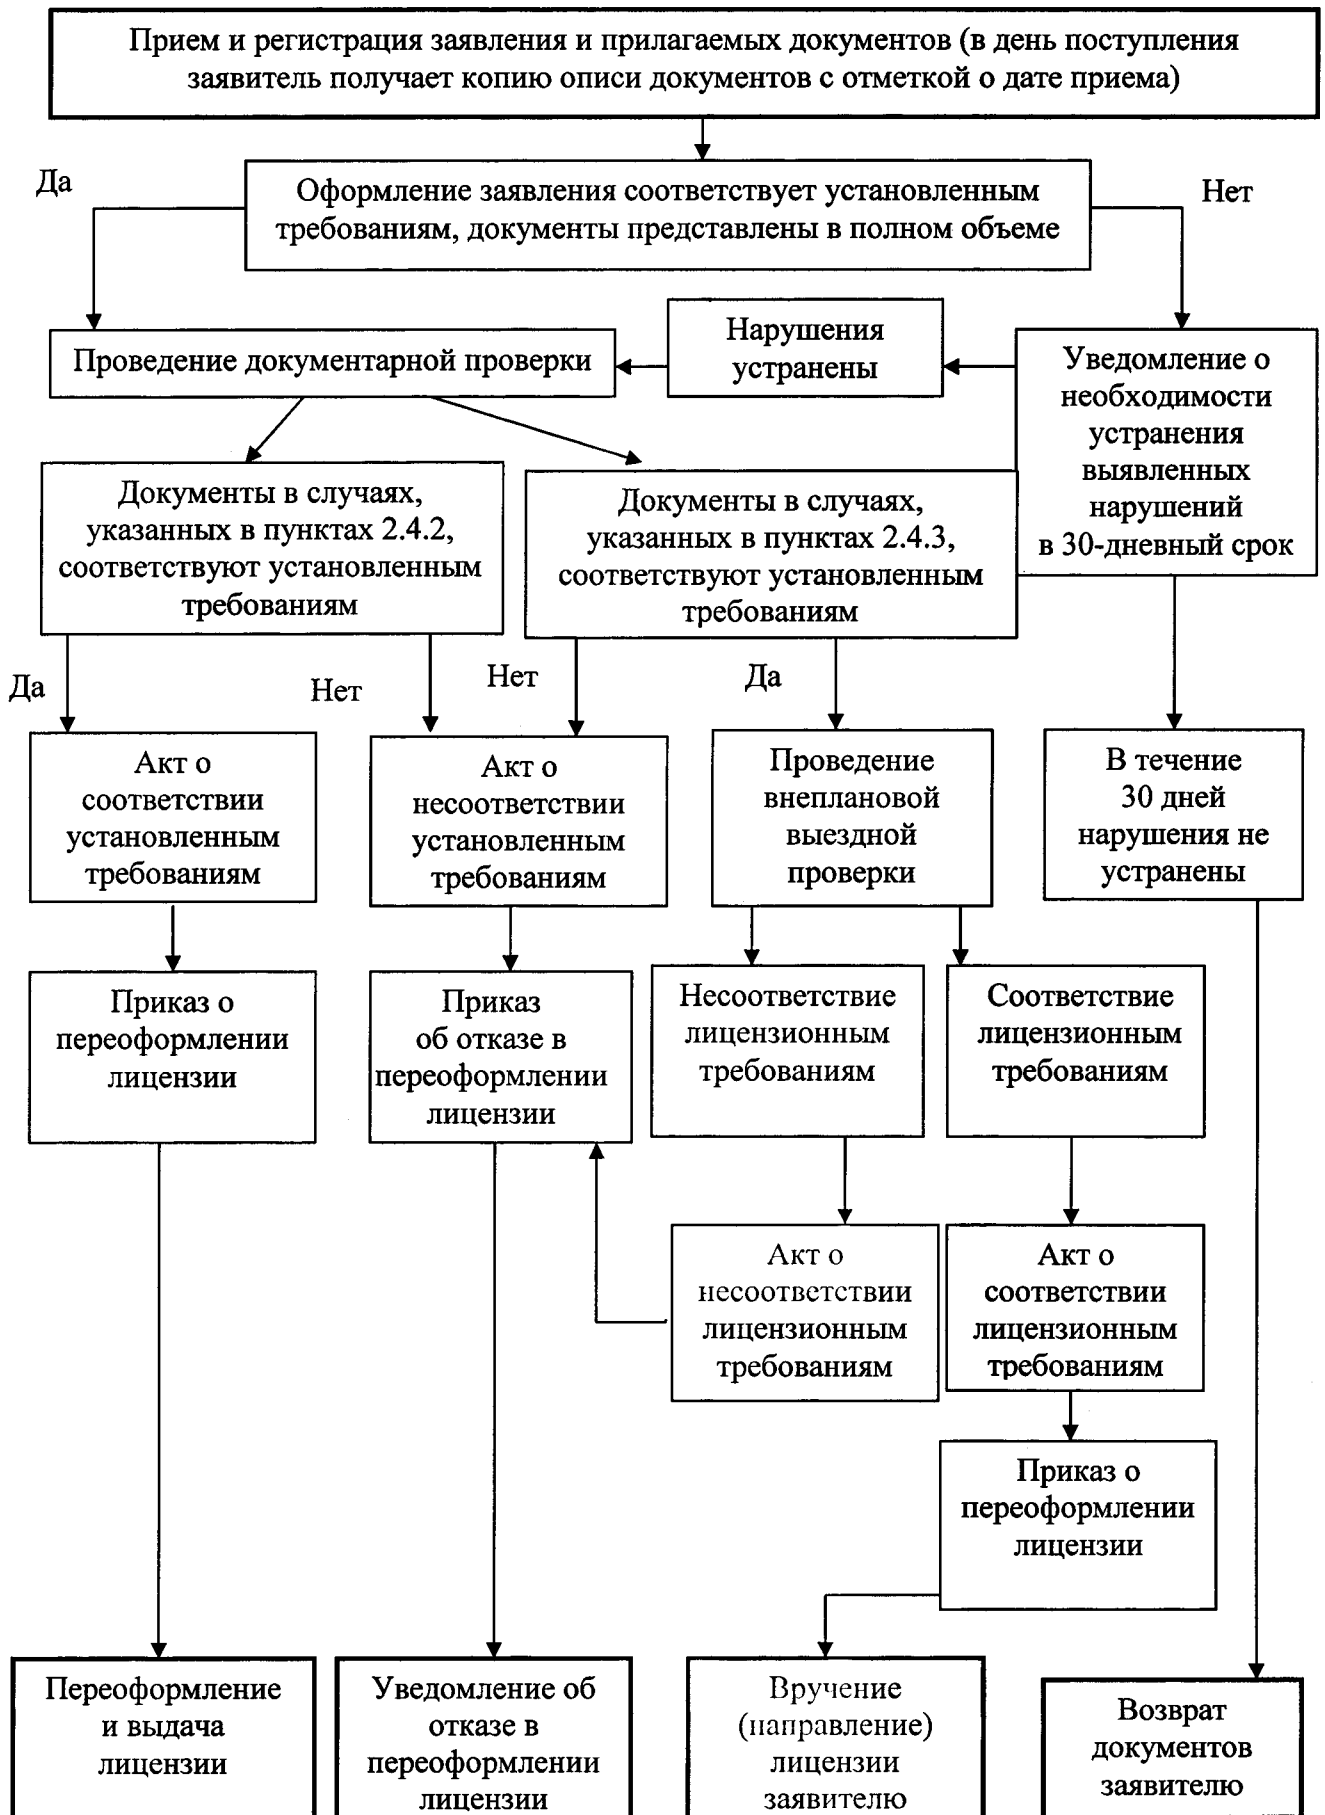 Прием и регистрация заявления и прилагаемых документов (в день поступления
заявитель получает копию описи документов с отметкой о дате приема)
Да
Оформление заявления соответствует установленным
требованиям, документы представлены в полном объеме
Нет
Проведение документарной проверки
Нарушения
устранены
Уведомление о
необходимости
устранения
выявленных
нарушений
в 30-дневный срок
Документы в случаях,
указанных в пунктах 2.4.2,
соответствуют установленным
требованиям
Документы в случаях,
указанных в пунктах 2.4.3,
соответствуют установленным
требованиям
Да
Нет
Нет
Да
Акт о
соответствии
установленным
требованиям
Акт о
несоответствии
установленным
требованиям
Проведение
внеплановой
выездной
проверки
В течение
30 дней
нарушения не
устранены
Приказ о
переоформлении
лицензии
Приказ
об отказе в
переоформлении
лицензии
Несоответствие
лицензионным
требованиям
Соответствие
лицензионным
требованиям
Акт о
несоответствии
лицензионным
требованиям
Акт о
соответствии
лицензионным
требованиям
Приказ о
переоформлении
лицензии
Переоформление
и выдача
лицензии
Уведомление об
отказе в
переоформлении
лицензии
Вручение
(направление)
лицензии
заявителю
Возврат
документов
заявителю